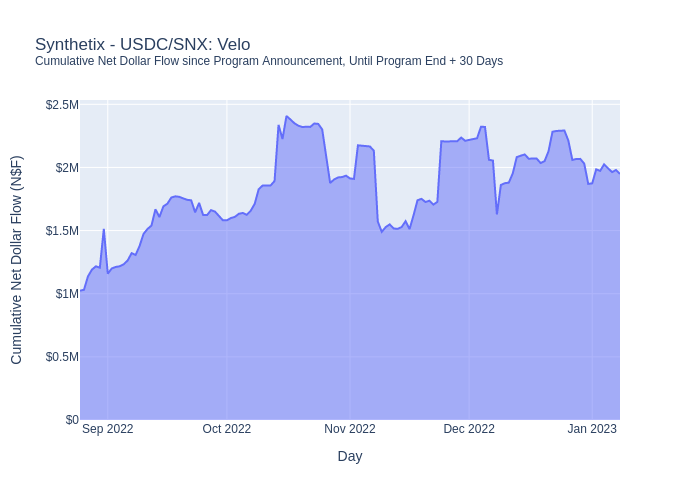 Synthetix - USDC/SNX: Velo
Cumulative Net Dollar Flow since Program Announcement, Until Program End + 30 Days
Cumulative Net Dollar Flow (N$F)
$2.5M
$2M
$1.5M
$1M
$0.5M
$0
Sep 2022
Oct 2022
Nov 2022
Dec 2022
Jan 2023
Day